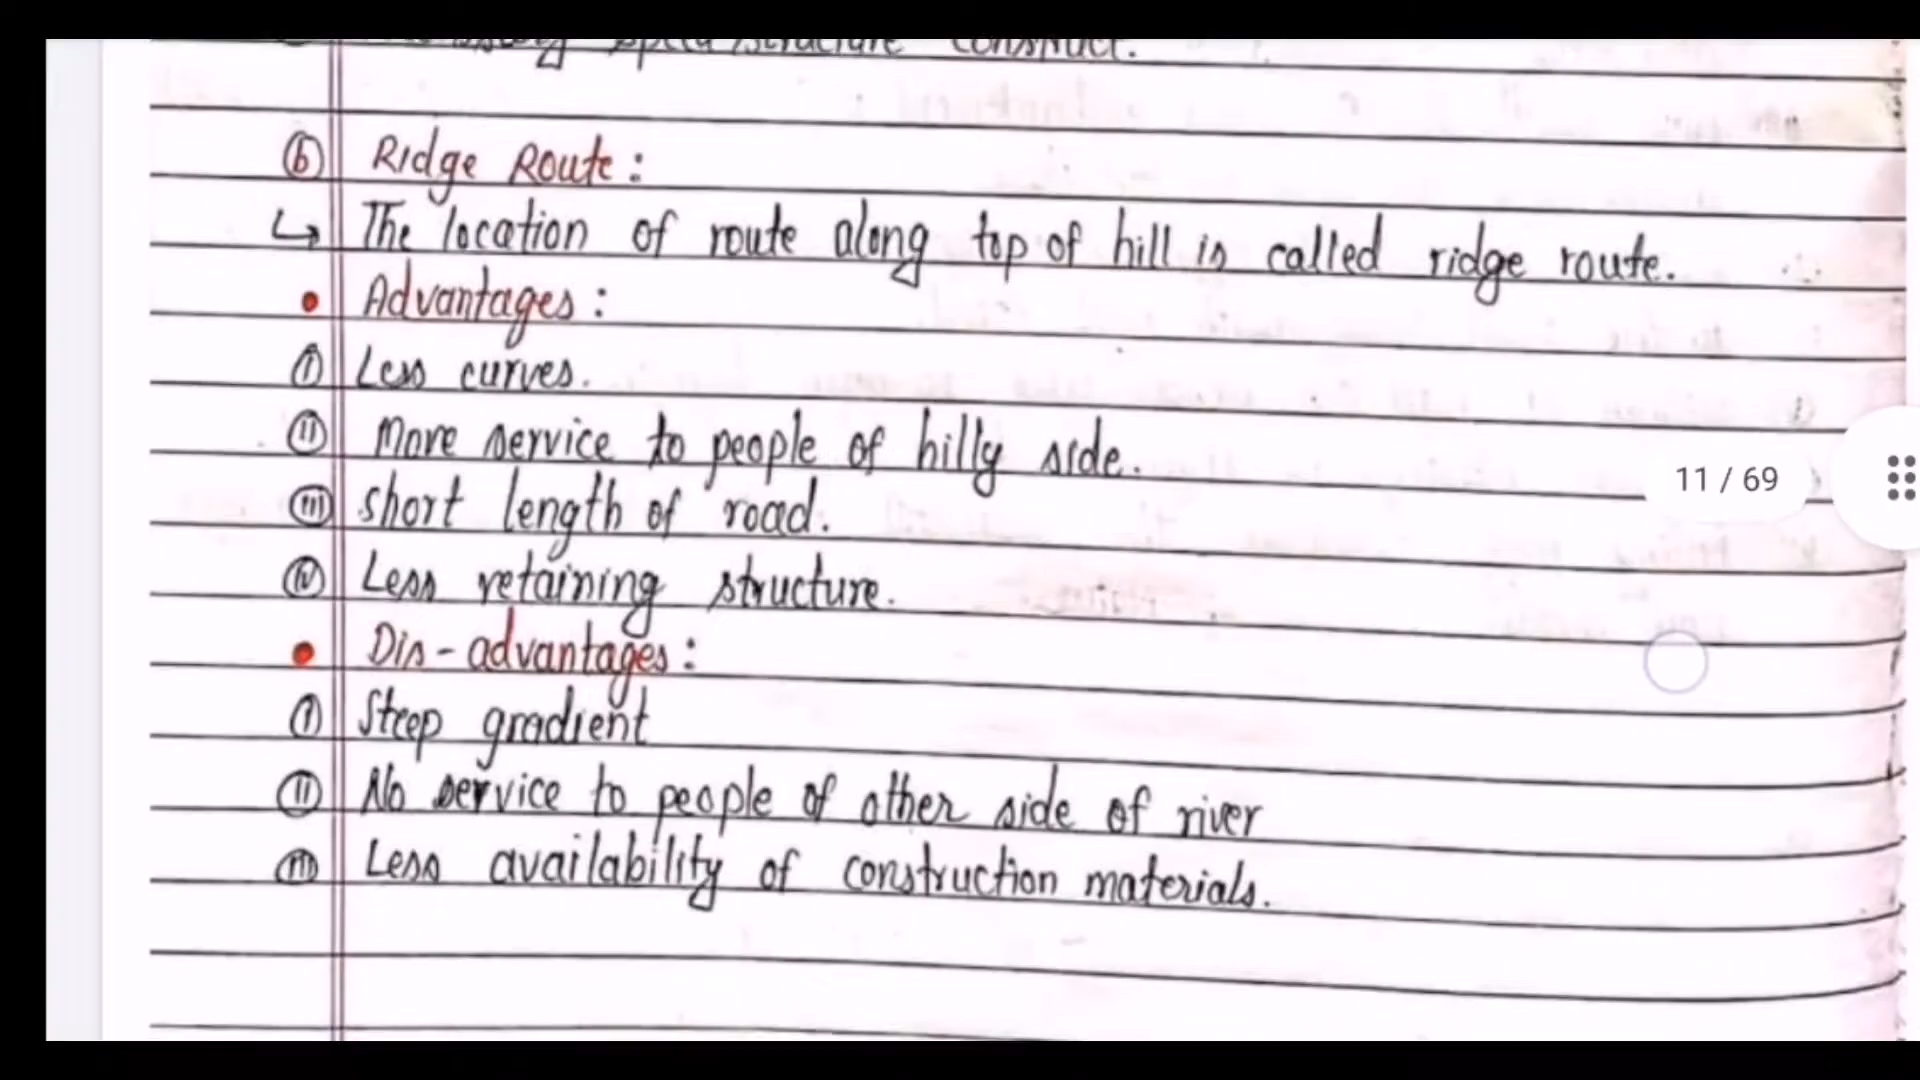 construct.
b Ridge Route:
↳ The location of route along top of hill is called ridge route.
• Advantages:
i Less curves.
ii More service to people of hilly side.
iii short length of road.
iv Less retaining structure.
• Dis-advantages:
i Steep gradient
ii No service to people of other side of river
iii Less availability of construction materials.
11 / 69